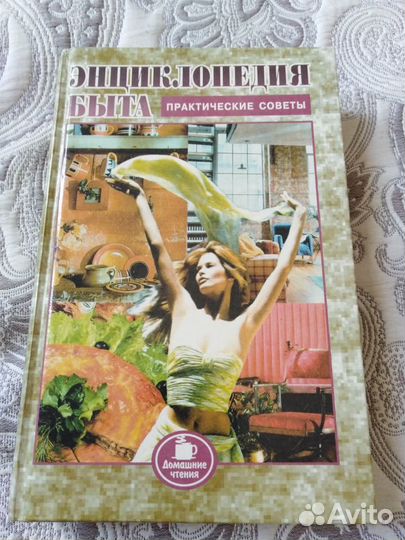 ЭНЦИКЛОПЕДИЯ
БЫТА
ПРАКТИЧЕСКИЕ СОВЕТЫ
Домашние
чтения
Avito